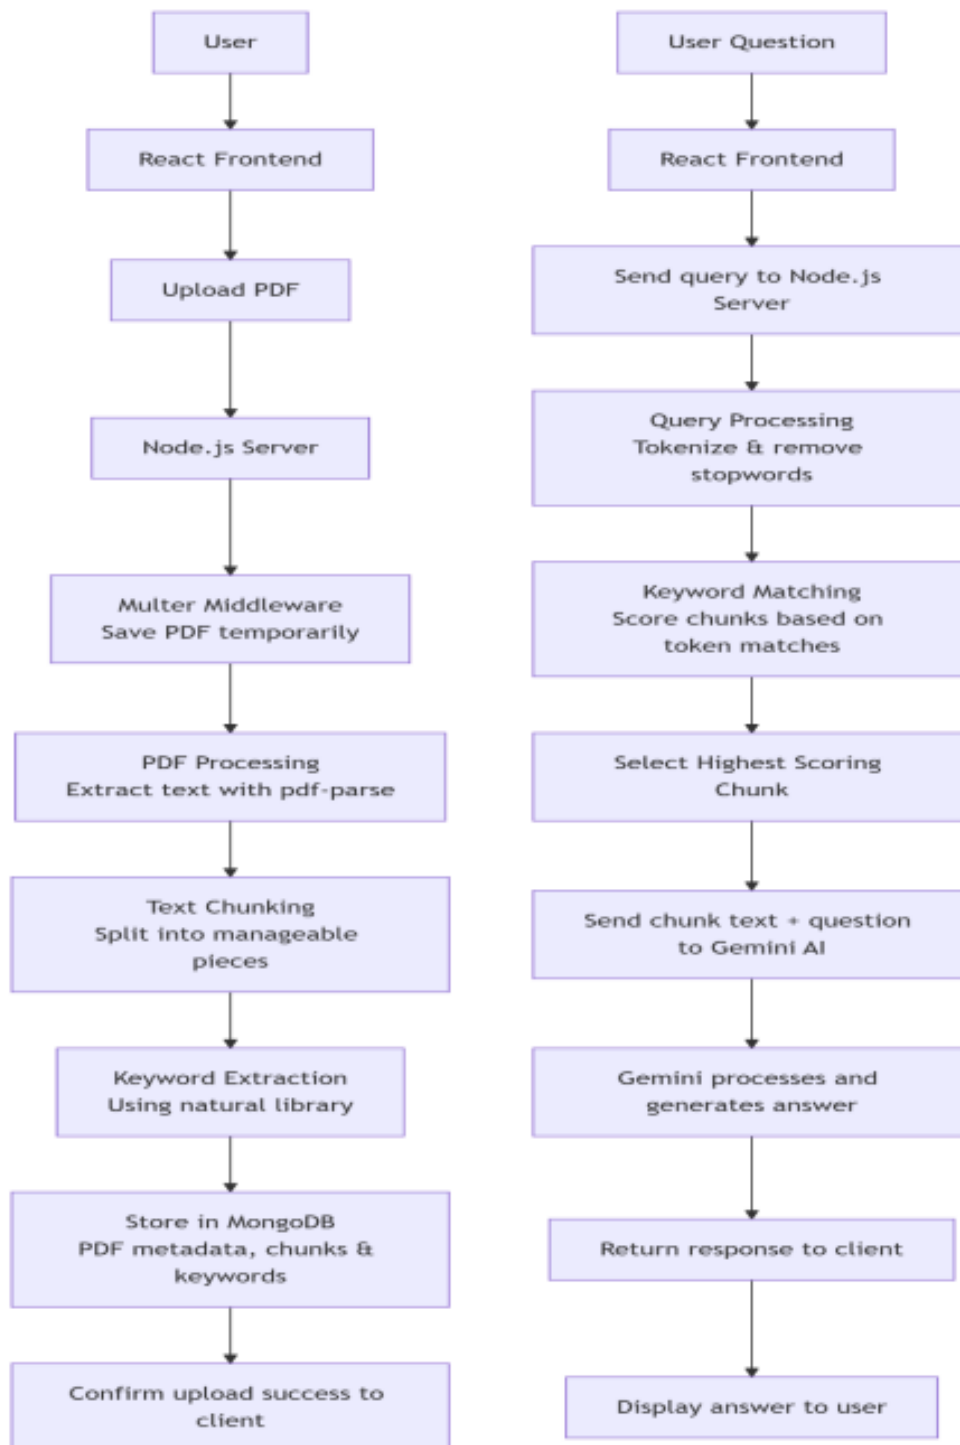 User
React Frontend
Upload PDF
Node.js Server
Multer Middleware
Save PDF temporarily
PDF Processing
Extract text with pdf-parse
Text Chunking
Split into manageable
pieces
Keyword Extraction
Using natural library
Store in MongoDB
PDF metadata, chunks &
keywords
Confirm upload success to
client
User Question
React Frontend
Send query to Node.js
Server
Query Processing
Tokenize & remove
stopwords
Keyword Matching
Score chunks based on
token matches
Select Highest Scoring
Chunk
Send chunk text + question
to Gemini AI
Gemini processes and
generates answer
Return response to client
Display answer to user